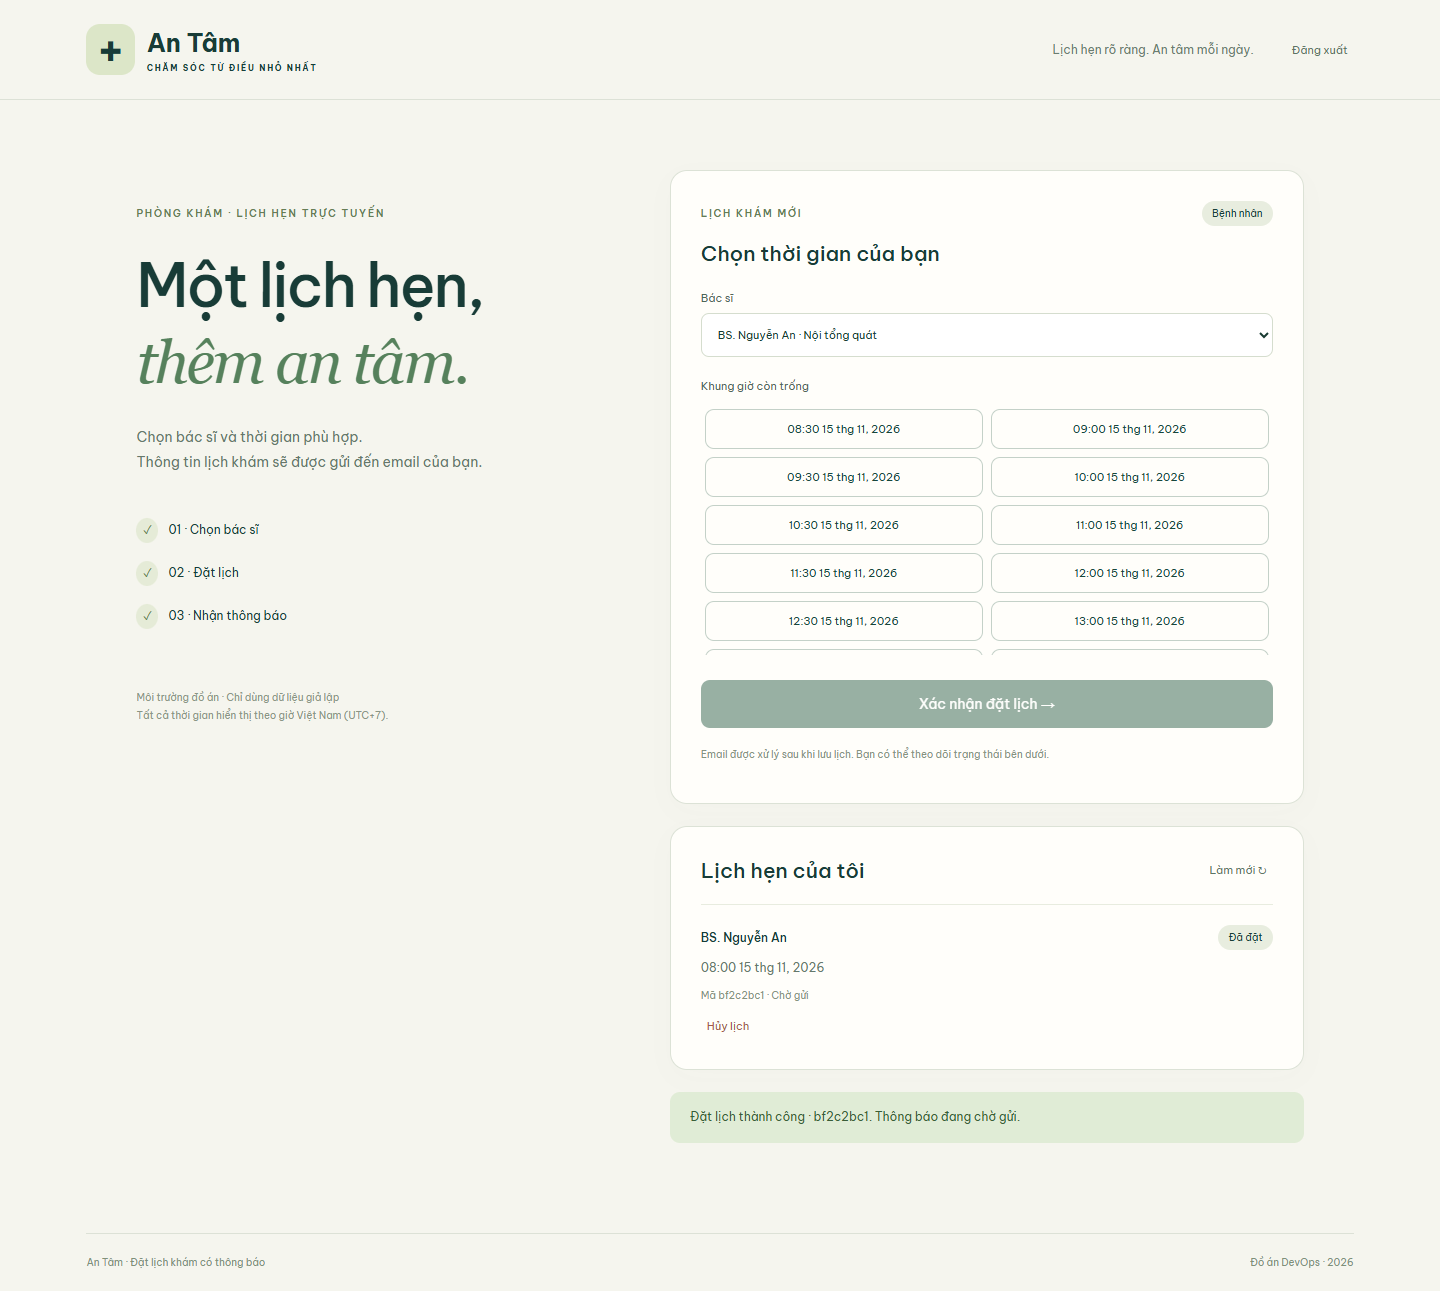 An Tâm
CHĂM SÓC TỪ ĐIỀU NHỎ NHẤT
Lịch hẹn rõ ràng. An tâm mỗi ngày.
Đăng xuất
PHÒNG KHÁM · LỊCH HẸN TRỰC TUYẾN
Một lịch hẹn,
thêm an tâm.
Chọn bác sĩ và thời gian phù hợp.
Thông tin lịch khám sẽ được gửi đến email của bạn.
✓ 01 · Chọn bác sĩ
✓ 02 · Đặt lịch
✓ 03 · Nhận thông báo
Môi trường đồ án · Chỉ dùng dữ liệu giả lập
Tất cả thời gian hiển thị theo giờ Việt Nam (UTC+7).
LỊCH KHÁM MỚI
Bệnh nhân
Chọn thời gian của bạn
Bác sĩ
BS. Nguyễn An · Nội tổng quát
Khung giờ còn trống
08:30 15 thg 11, 2026
09:00 15 thg 11, 2026
09:30 15 thg 11, 2026
10:00 15 thg 11, 2026
10:30 15 thg 11, 2026
11:00 15 thg 11, 2026
11:30 15 thg 11, 2026
12:00 15 thg 11, 2026
12:30 15 thg 11, 2026
13:00 15 thg 11, 2026
Xác nhận đặt lịch →
Email được xử lý sau khi lưu lịch. Bạn có thể theo dõi trạng thái bên dưới.
Lịch hẹn của tôi
Làm mới ↻
BS. Nguyễn An
Đã đặt
08:00 15 thg 11, 2026
Mã bf2c2bc1 · Chờ gửi
Hủy lịch
Đặt lịch thành công · bf2c2bc1. Thông báo đang chờ gửi.
An Tâm · Đặt lịch khám có thông báo
Đồ án DevOps · 2026